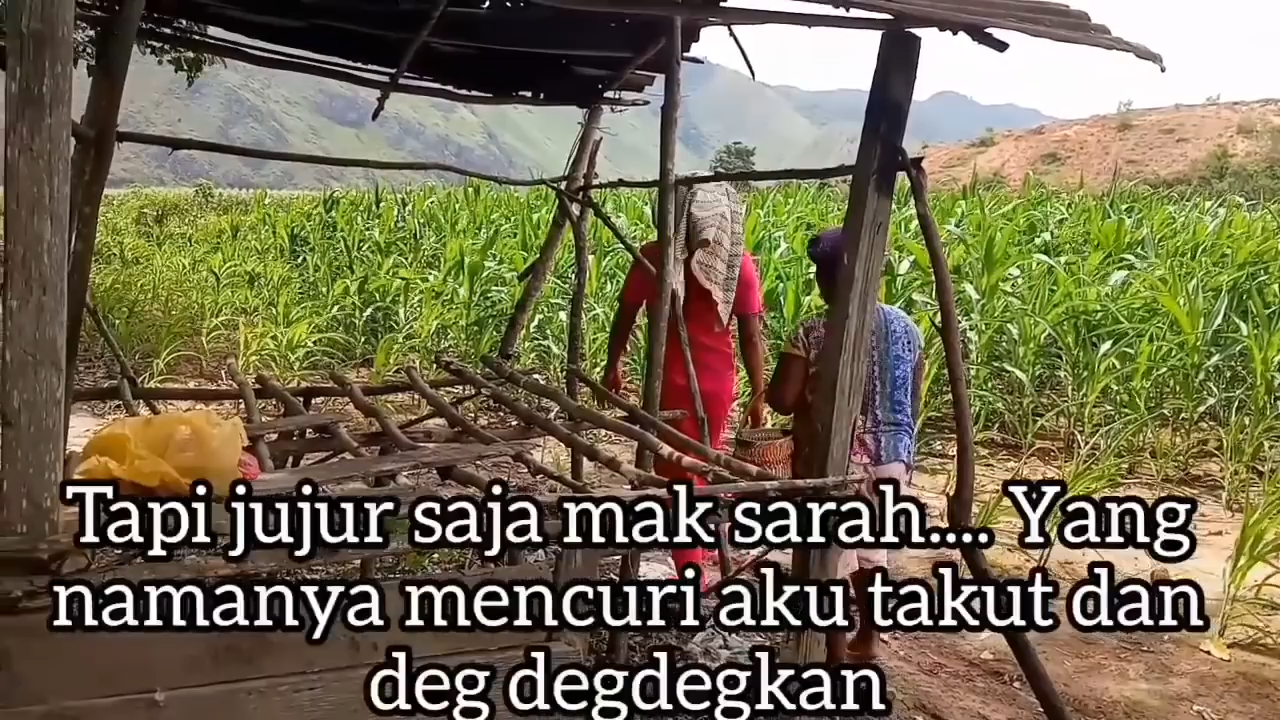 Tapi jujur saja mak sarah.... Yang
namanya mencuri aku takut dan
deg degdegkan